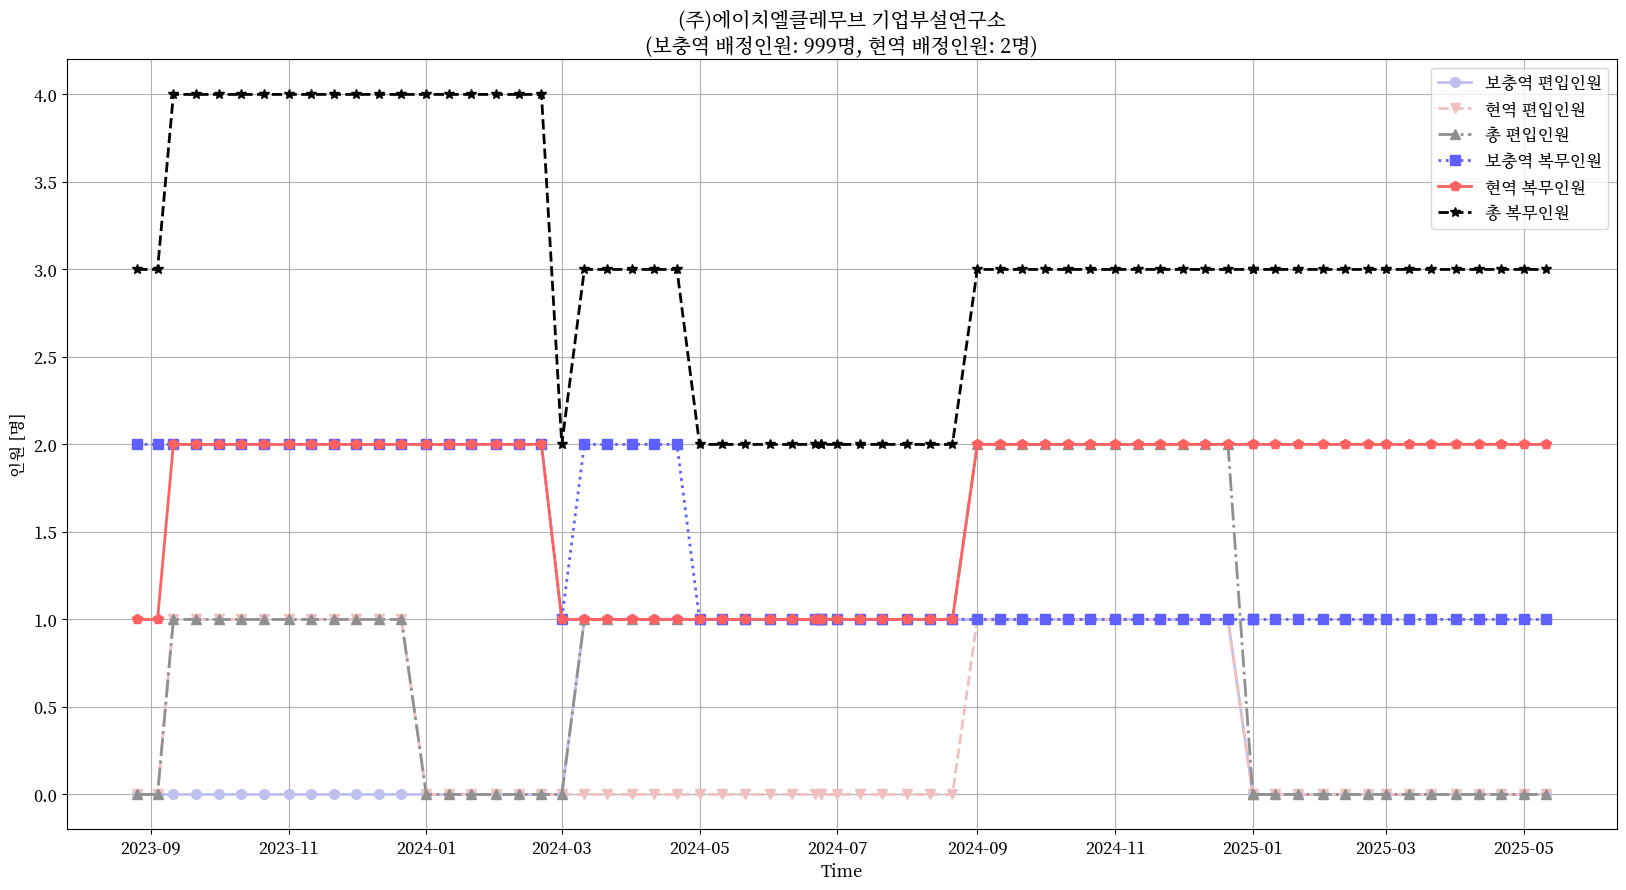 (주)에이치엘클레무브 기업부설연구소
(보충역 배정인원: 999명, 현역 배정인원: 2명)
보충역 편입인원
현역 편입인원
총 편입인원
보충역 복무인원
현역 복무인원
총 복무인원
인원 [명]
4.0
3.5
3.0
2.5
2.0
1.5
1.0
0.5
0.0
2023-09 2023-11 2024-01 2024-03 2024-05 2024-07 2024-09 2024-11 2025-01 2025-03 2025-05
Time